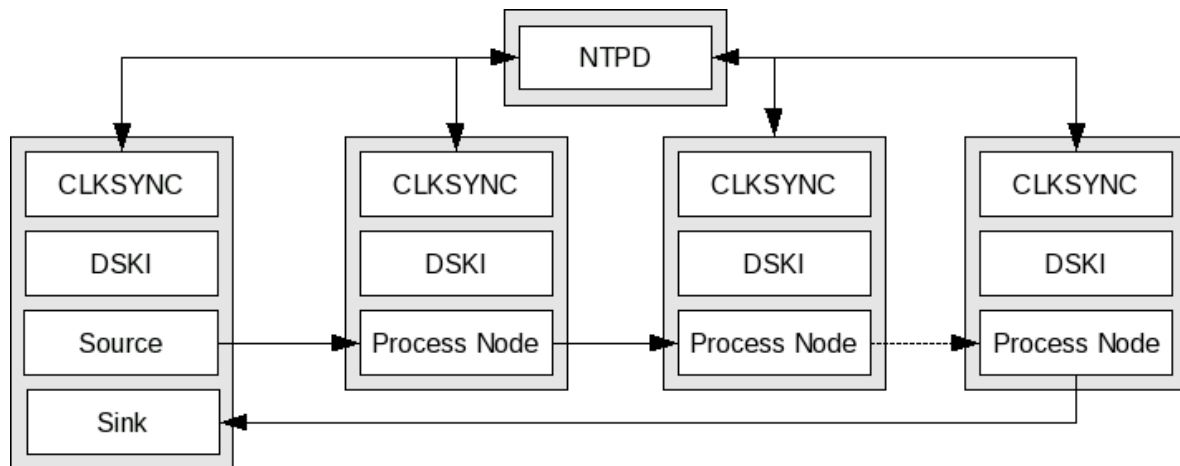 NTPD
CLKSYNC
CLKSYNC
CLKSYNC
CLKSYNC
DSKI
DSKI
DSKI
DSKI
Source
Process Node
Process Node
Process Node
Sink